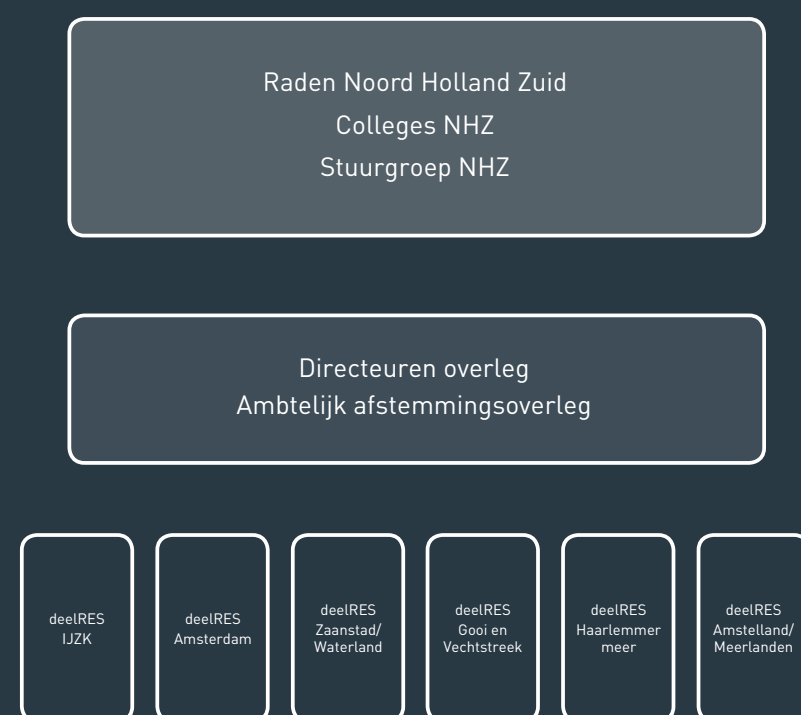 Raden Noord Holland Zuid
Colleges NHZ
Stuurgroep NHZ
Directeuren overleg
Ambtelijk afstemmingsoverleg
deelRES
IJZK
deelRES
Amsterdam
deelRES
Zaanstad/
Waterland
deelRES
Gooi en
Vechtstreek
deelRES
Haarlemmer
meer
deelRES
Amstelland/
Meerlanden